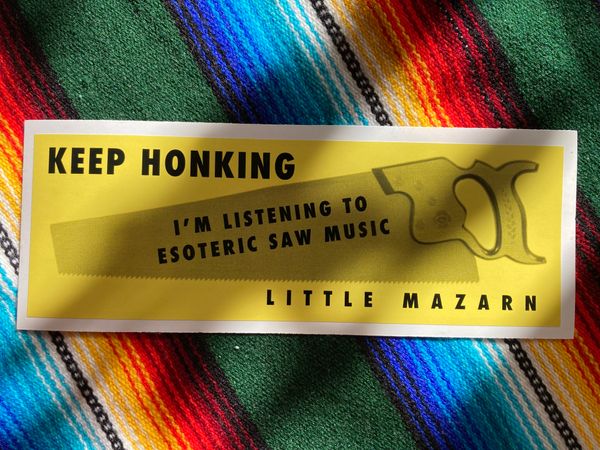 KEEP HONKING
I'M LISTENING TO
ESOTERIC SAW MUSIC
LITTLE MAZARN